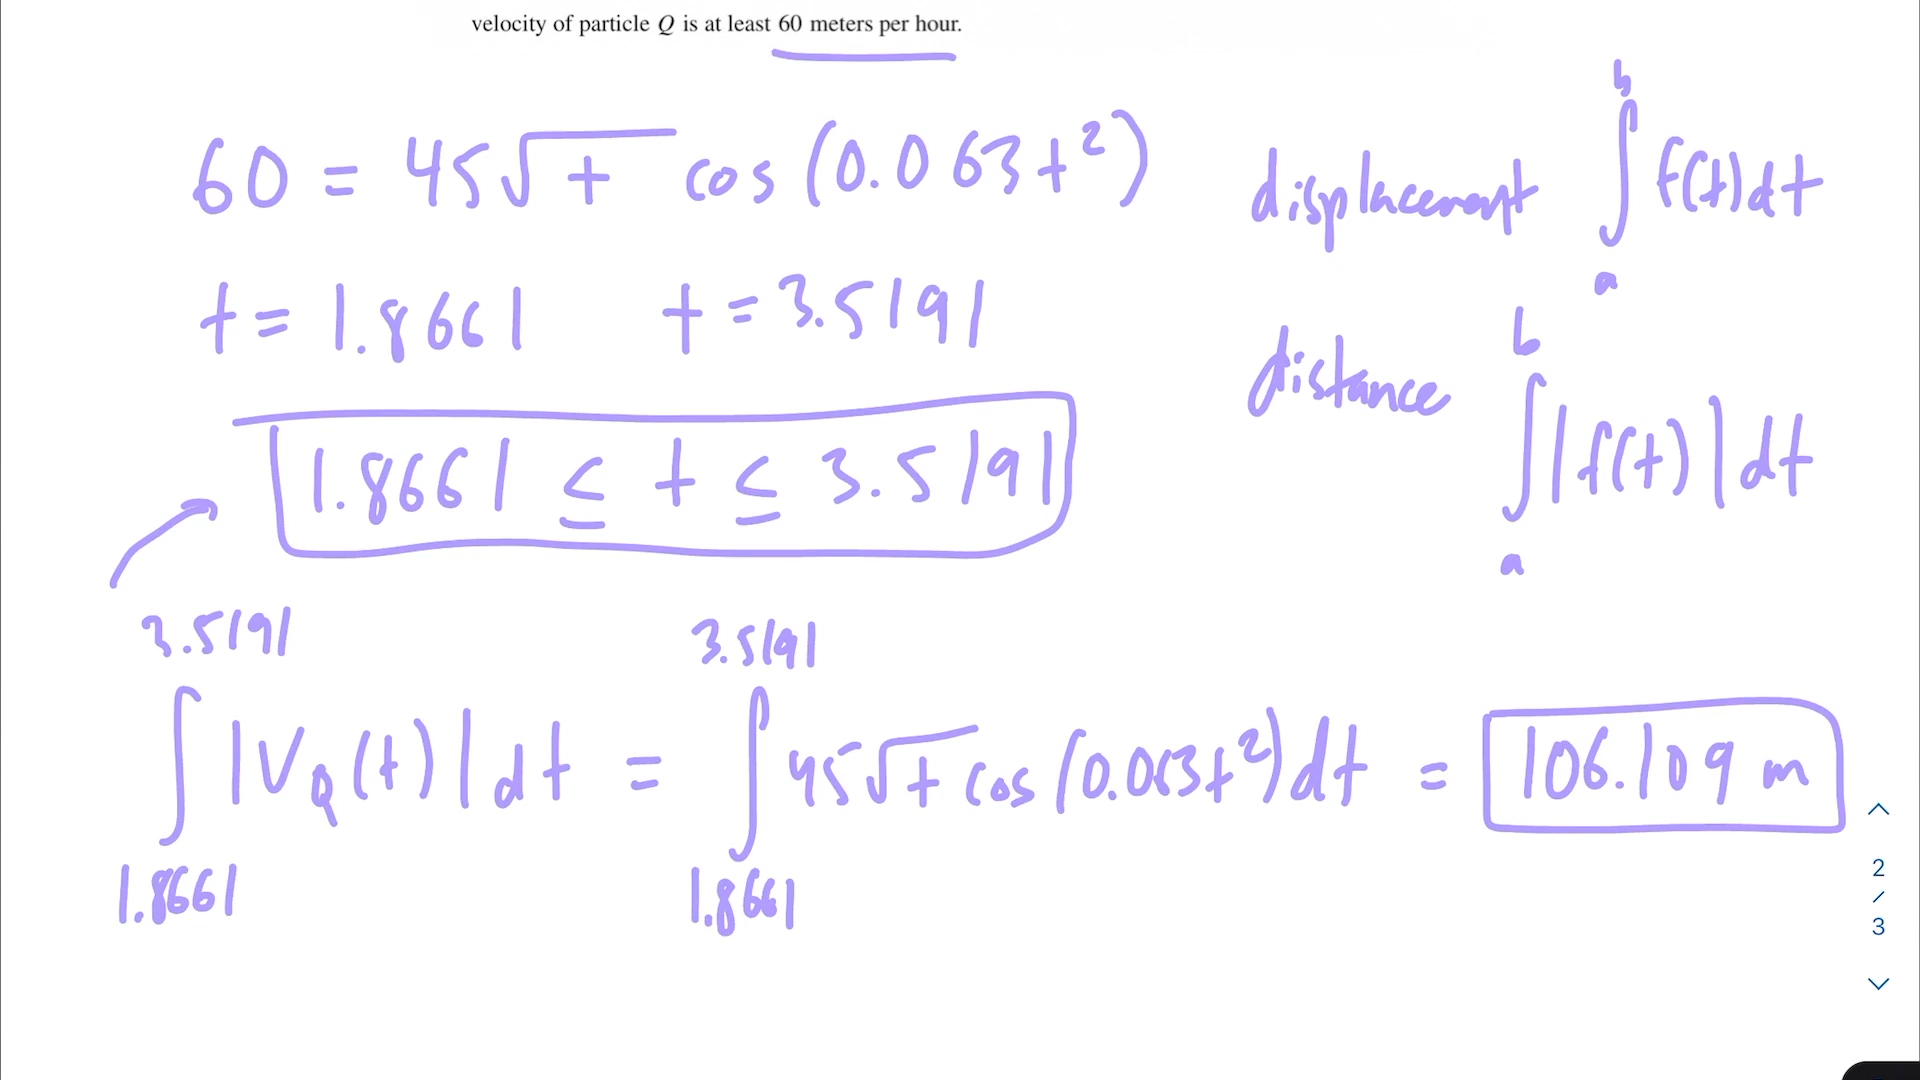 velocity of particle Q is at least 60 meters per hour.
60 = 45√t cos(0.063t²)
t = 1.8661 t = 3.5191
1.8661 ≤ t ≤ 3.5191
displacement ∫ₐᵇ f(t)dt
distance ∫ₐᵇ |f(t)|dt
3.5191 3.5191
∫ |V_Q(t)|dt = ∫ 45√t cos(0.063t²)dt = 106.109 m
1.8661 1.8661
2
/
3